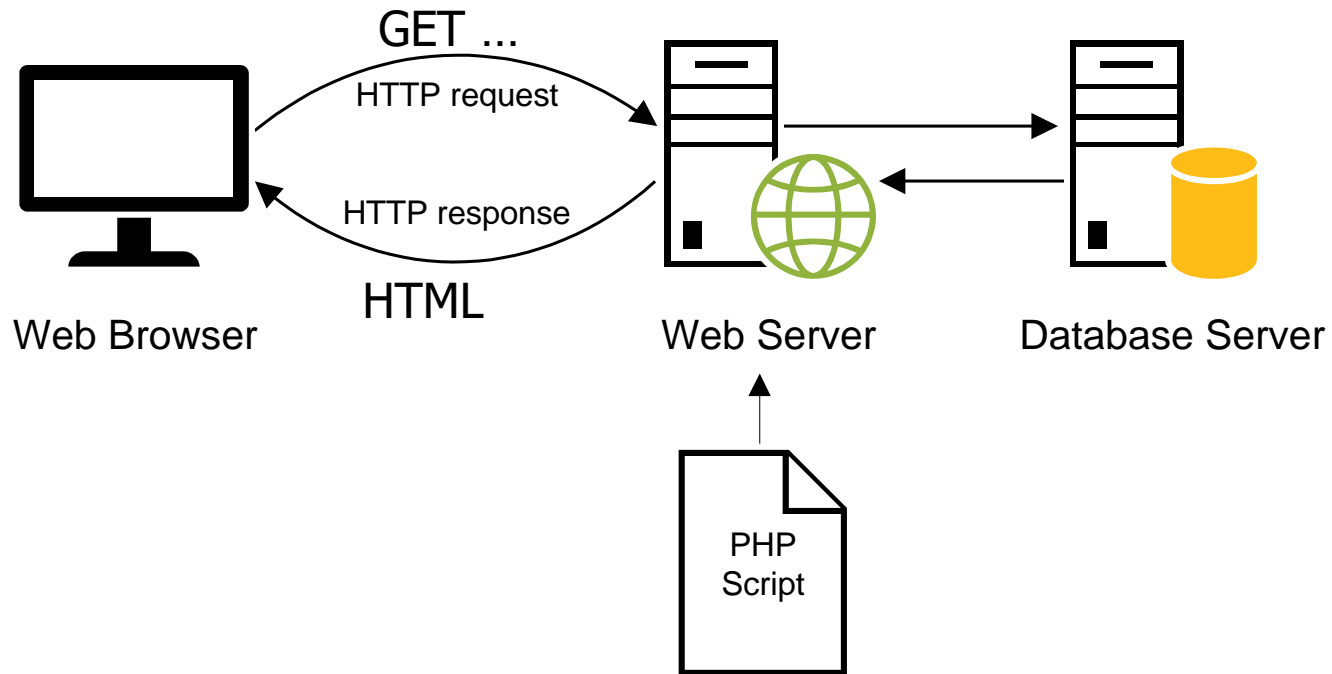 GET ...
HTTP request
HTTP response
HTML
Web Browser
Web Server
Database Server
PHP
Script